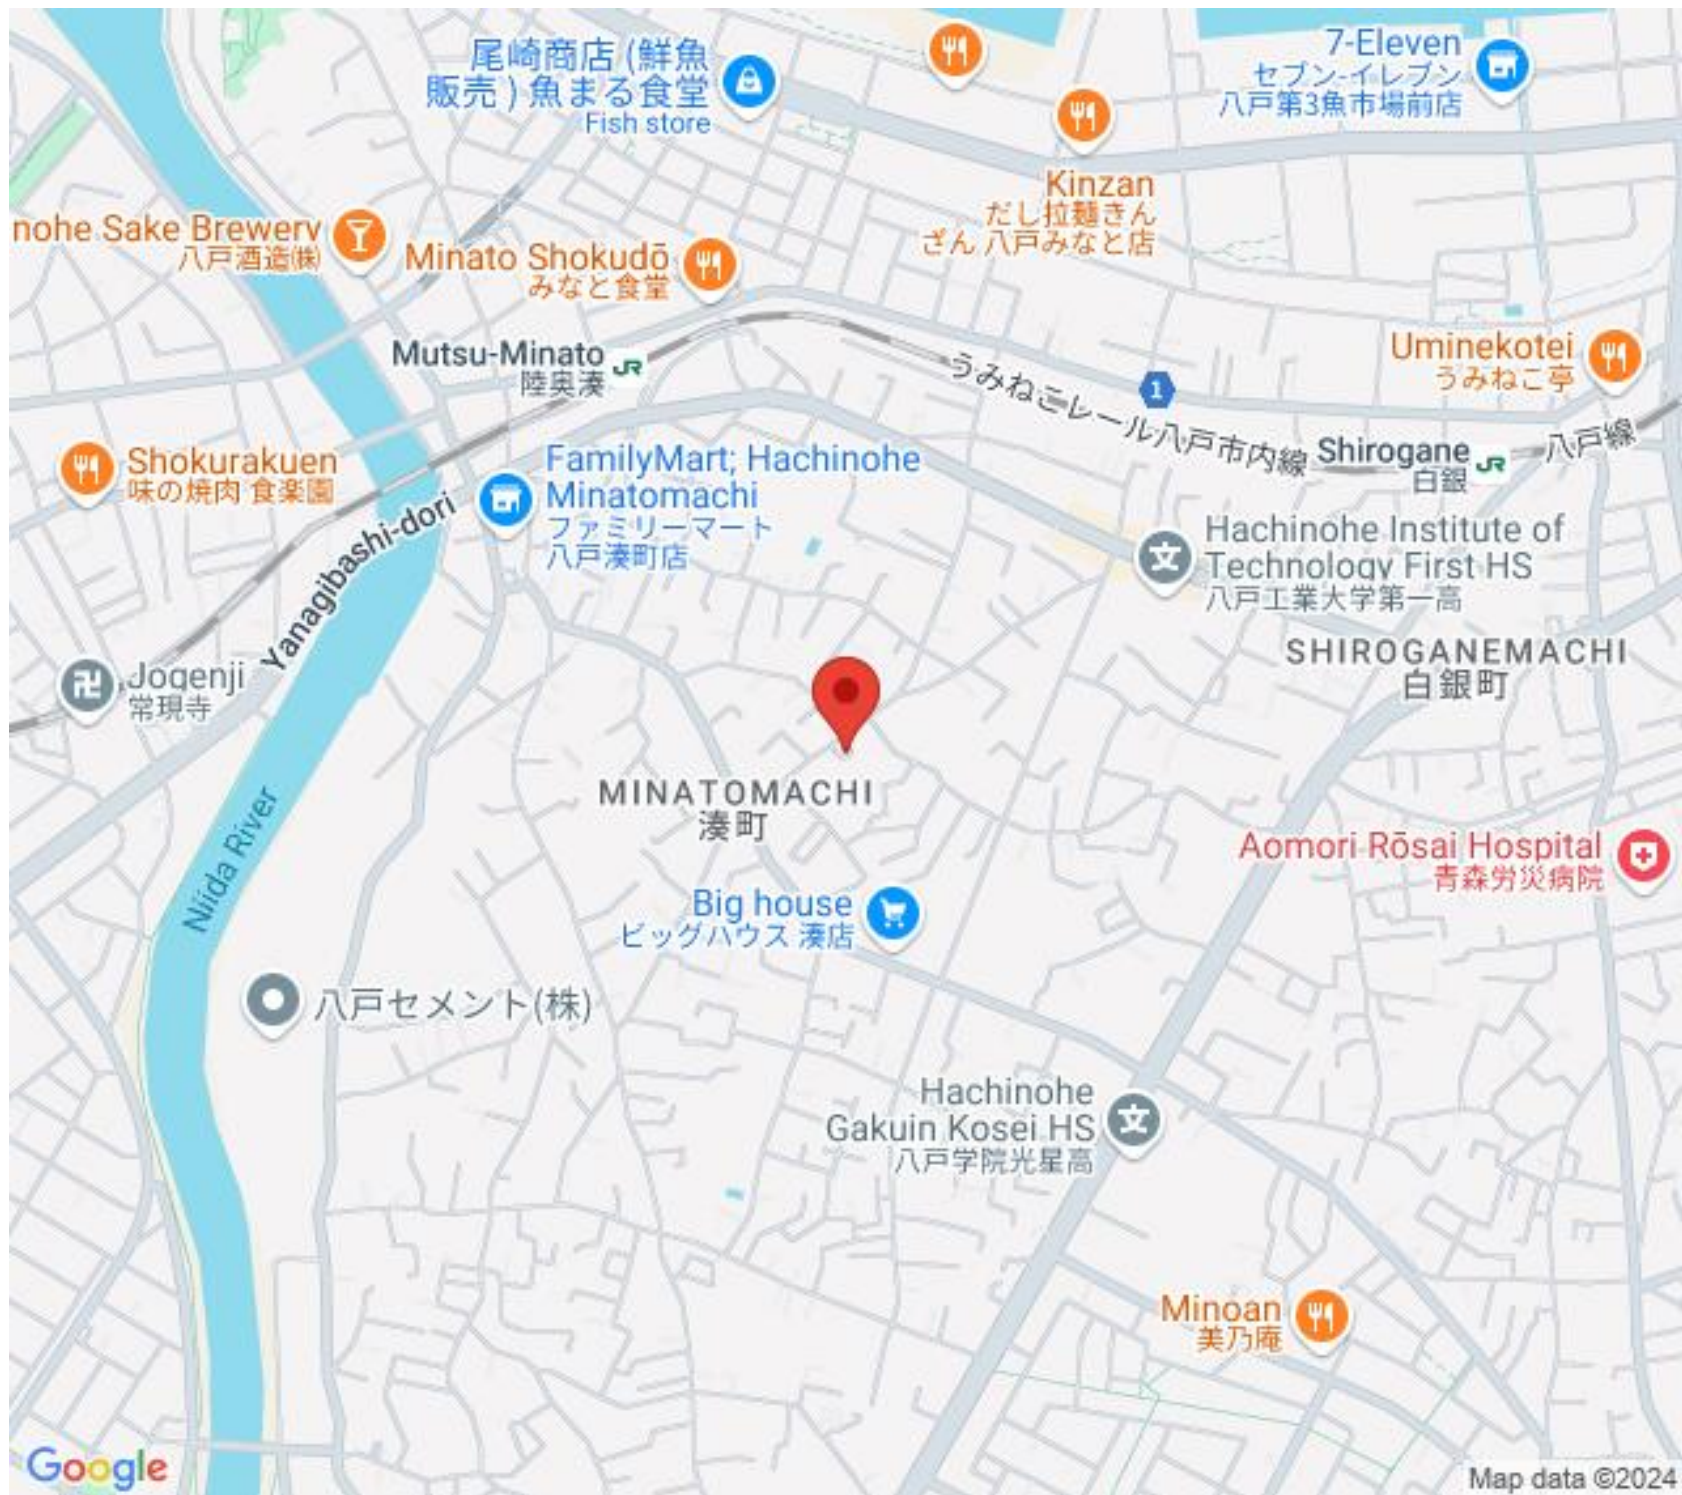 尾崎商店 (鮮魚
販売 ) 魚まる食堂
Fish store
7-Eleven
セブン-イレブン
八戸第3魚市場前店
Kinzan
だし拉麺きん
ざん 八戸みなと店
nohe Sake Brewery
八戸酒造㈱
Minato Shokudō
みなと食堂
Mutsu-Minato
陸奥湊
JR
Uminekotei
うみねこ亭
1
うみねこレール八戸市内線
Shirogane
白銀
JR
八戸線
Shokurakuen
味の焼肉 食楽園
FamilyMart; Hachinohe
Minatomachi
ファミリーマート
八戸湊町店
Yanagibashi-dori
Hachinohe Institute of
Technology First HS
八戸工業大学第一高
文
SHIROGANEMACHI
白銀町
卍
Jogenji
常現寺
MINATOMACHI
湊町
Niida River
Aomori Rōsai Hospital
青森労災病院
Big house
ビッグハウス 湊店
八戸セメント(株)
Hachinohe
Gakuin Kosei HS
八戸学院光星高
文
Minoan
美乃庵
Google
Map data ©2024